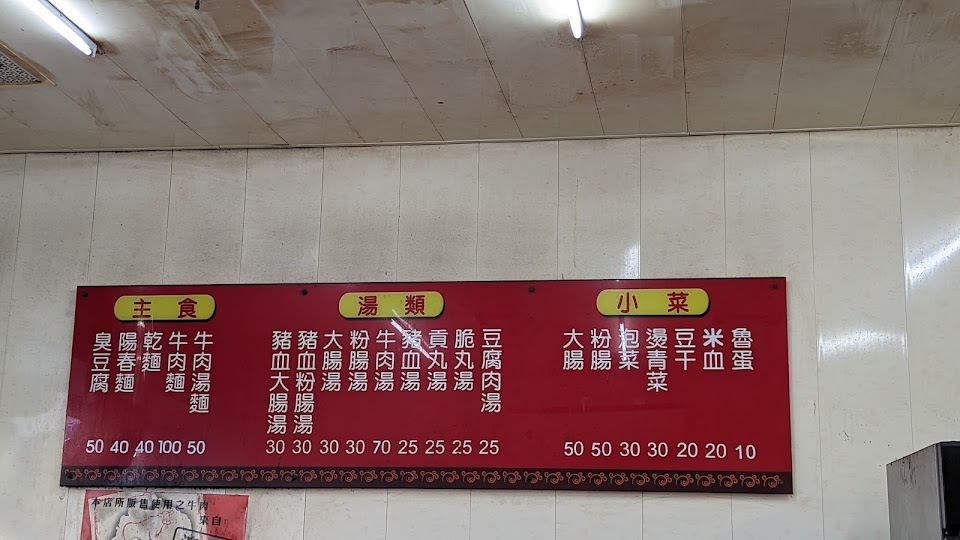 主食
臭豆腐
50
陽春麵
40
乾麵
40
牛肉麵
100
牛肉湯麵
50
湯類
豬血大腸湯
30
豬血粉腸湯
30
大腸湯
30
粉腸湯
30
牛肉湯
70
豬血湯
25
貢丸湯
25
脆丸湯
25
豆腐肉湯
25
小菜
大腸
50
粉腸
50
泡菜
30
燙青菜
30
豆干
20
米血
20
魯蛋
10
本店所販售使用之牛肉
來自